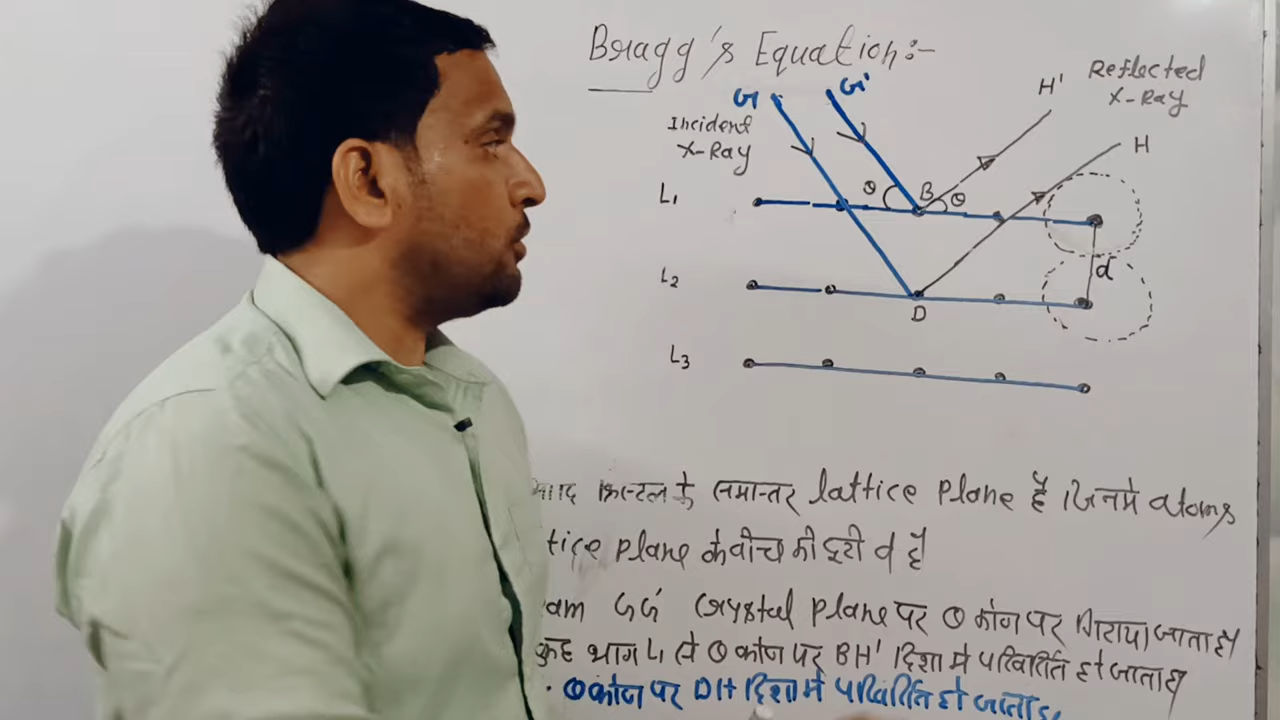 Bragg's Equation:-
G G'
H' Reflected X-Ray
Incident X-Ray
H
θ B θ
L₁
L₂ d
D
L₃
के समान्तर lattice Plane है जिनमे atoms
tice plane के बीच की दूरी d है
am GG' Crystal plane पर θ कोण पर गिराया जाता है
कुछ भाग L₁ से θ कोण पर BH' दिशा मे परिवर्तित हो जाता है
θ कोण पर DH दिशा मे परिवर्तित हो जाता है